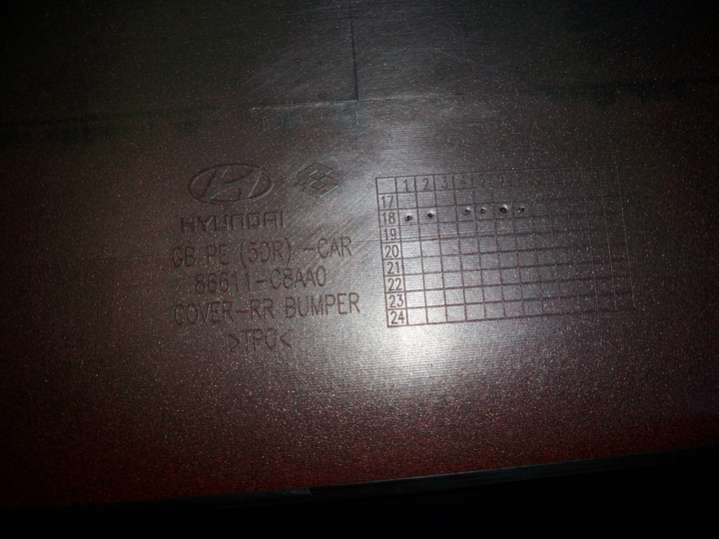 HYUNDAI
GB PE (5DR) -CAR
86611-C8AA0
COVER-RR BUMPER
>TPO<
1 2 3
17
18
19
20
21
22
23
24